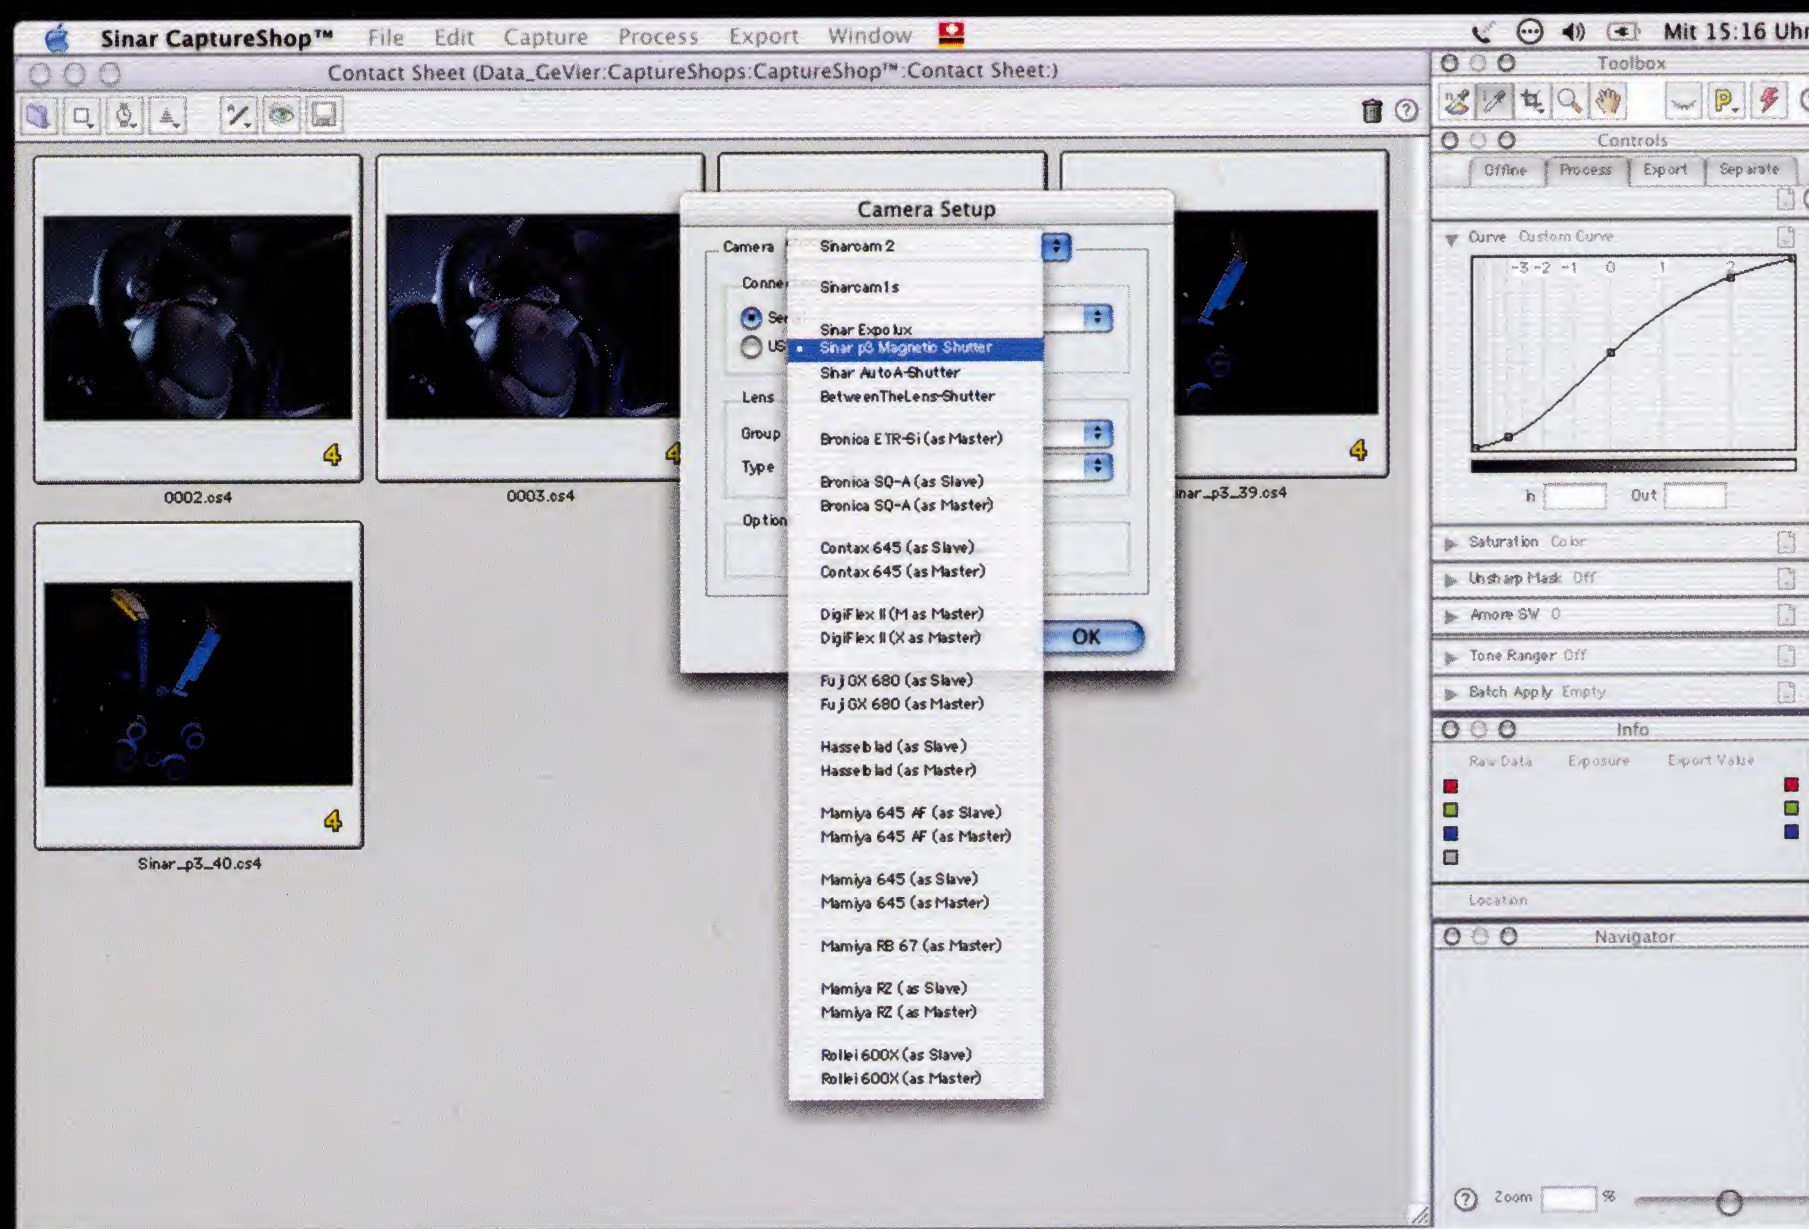 Sinar CaptureShop™ File Edit Capture Process Export Window Mit 15:16 Uhr
Contact Sheet (Data_GeVier:CaptureShops:CaptureShop™:Contact Sheet:)
4
0002.cs4
4
0003.cs4
4
inar_p3_39.cs4
4
Sinar_p3_40.cs4
Camera Setup
Camera
Conne
Ser
US
Lens
Group
Type
Option
OK
Sinarcam 2
Sinarcam1s
Sinar Expolux
Sinar p3 Magnetic Shutter
Sinar AutoA-Shutter
BetweenTheLens-Shutter
Bronica ETR-Si (as Master)
Bronica SQ-A (as Slave)
Bronica SQ-A (as Master)
Contax 645 (as Slave)
Contax 645 (as Master)
DigiFlex II (M as Master)
DigiFlex II (X as Master)
Fuji GX 680 (as Slave)
Fuji GX 680 (as Master)
Hasselblad (as Slave)
Hasselblad (as Master)
Mamiya 645 AF (as Slave)
Mamiya 645 AF (as Master)
Mamiya 645 (as Slave)
Mamiya 645 (as Master)
Mamiya RB 67 (as Master)
Mamiya RZ (as Slave)
Mamiya RZ (as Master)
Rollei 600X (as Slave)
Rollei 600X (as Master)
Toolbox
P
Controls
Offline Process Export Separate
Curve Custom Curve
-3 -2 -1 0 1 2
In Out
Saturation Color
Unsharp Mask Off
Amore SW 0
Tone Ranger Off
Batch Apply Empty
Info
Raw Data Exposure Export Value
Location
Navigator
? Zoom %